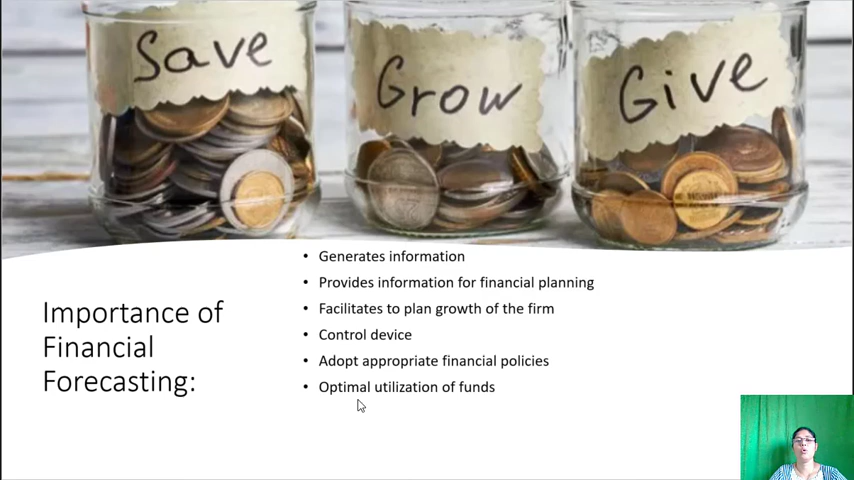 Save
Grow
Give
Importance of
Financial
Forecasting:
• Generates information
• Provides information for financial planning
• Facilitates to plan growth of the firm
• Control device
• Adopt appropriate financial policies
• Optimal utilization of funds